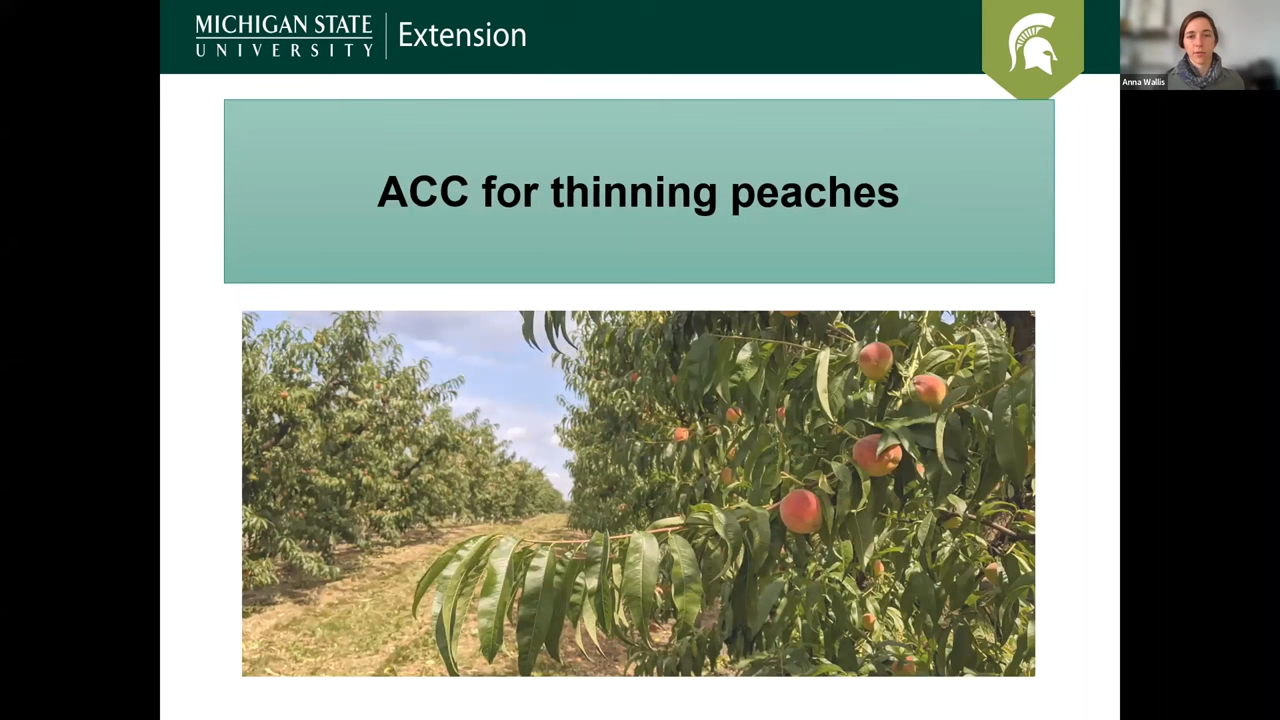 MICHIGAN STATE
UNIVERSITY
Extension
Anna Wallis
ACC for thinning peaches